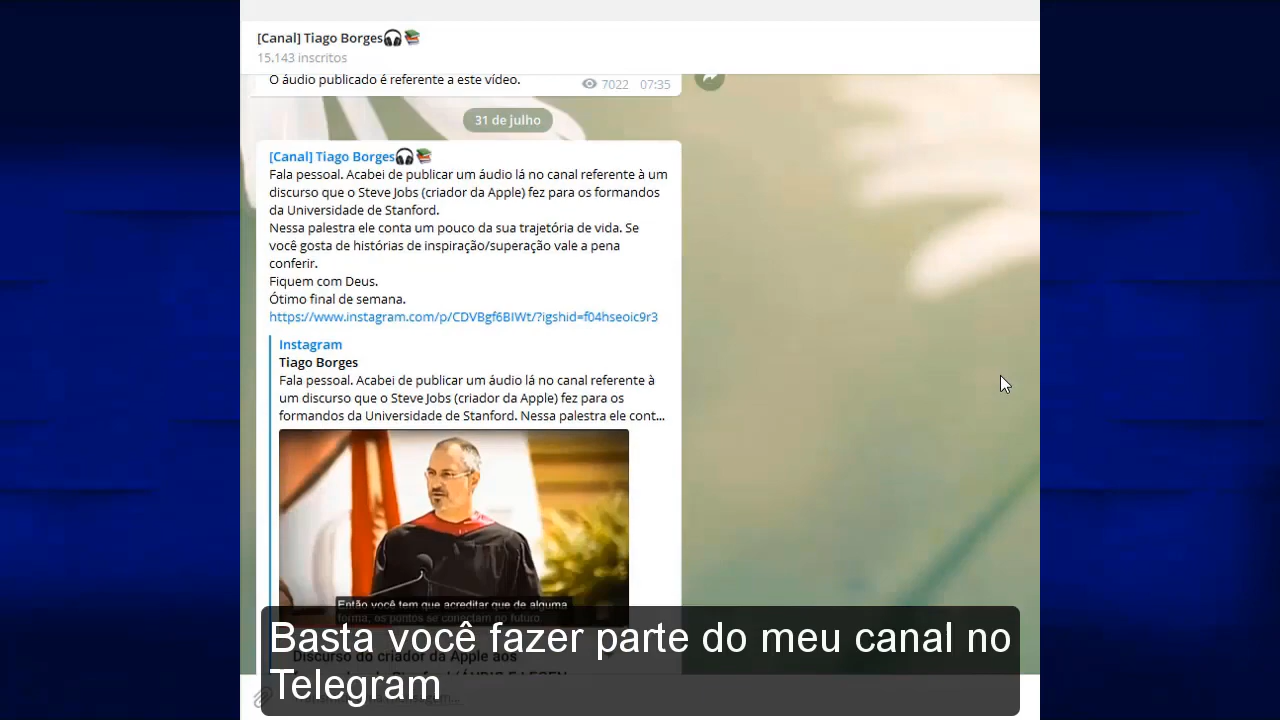 [Canal] Tiago Borges🎧📚
15.143 inscritos
O áudio publicado é referente a este vídeo.
7022 07:35
31 de julho
[Canal] Tiago Borges🎧📚
Fala pessoal. Acabei de publicar um áudio lá no canal referente à um
discurso que o Steve Jobs (criador da Apple) fez para os formandos
da Universidade de Stanford.
Nessa palestra ele conta um pouco da sua trajetória de vida. Se
você gosta de histórias de inspiração/superação vale a pena
conferir.
Fiquem com Deus.
Ótimo final de semana.
https://www.instagram.com/p/CDVBgf6BIWt/?igshid=f04hseoic9r3
Instagram
Tiago Borges
Fala pessoal. Acabei de publicar um áudio lá no canal referente à
um discurso que o Steve Jobs (criador da Apple) fez para os
formandos da Universidade de Stanford. Nessa palestra ele cont...
Então você tem que acreditar que de alguma
forma, os pontos se conectam no futuro
Discurso do criador da Apple aos
Basta você fazer parte do meu canal no
Telegram